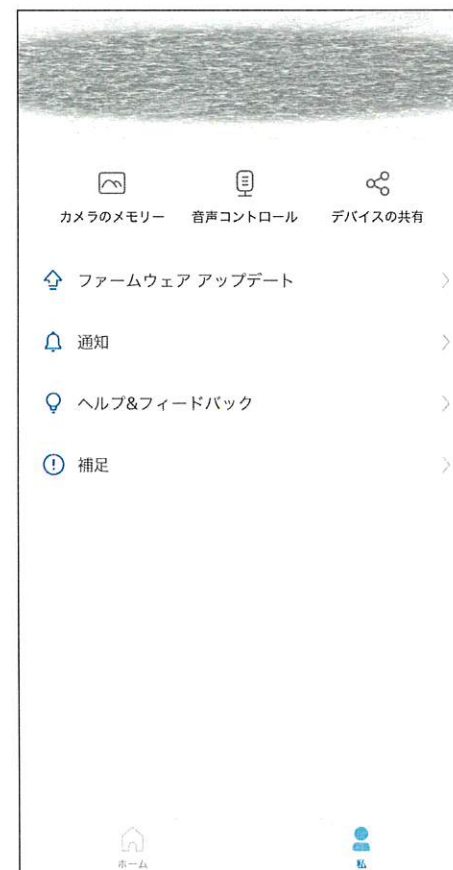 カメラのメモリー
音声コントロール
デバイスの共有
ファームウェア アップデート
通知
ヘルプ&フィードバック
補足
ホーム
私